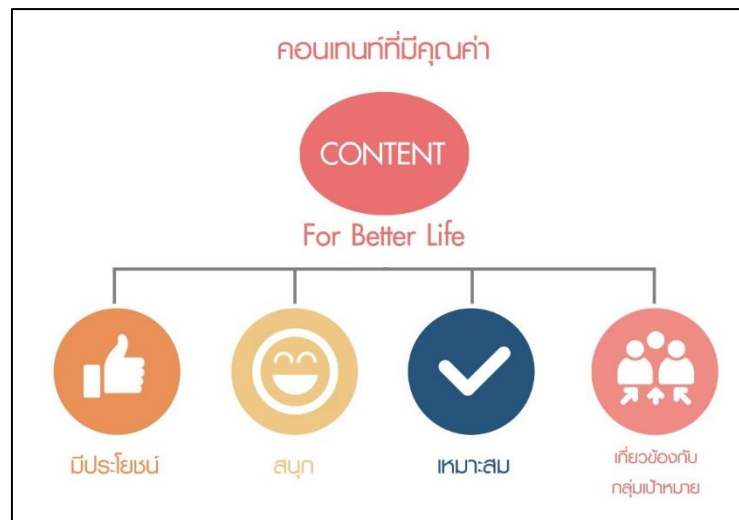 คอนเทนท์ที่มีคุณค่า
CONTENT
For Better Life
มีประโยชน์
สนุก
เหมาะสม
เกี่ยวข้องกับ
กลุ่มเป้าหมาย